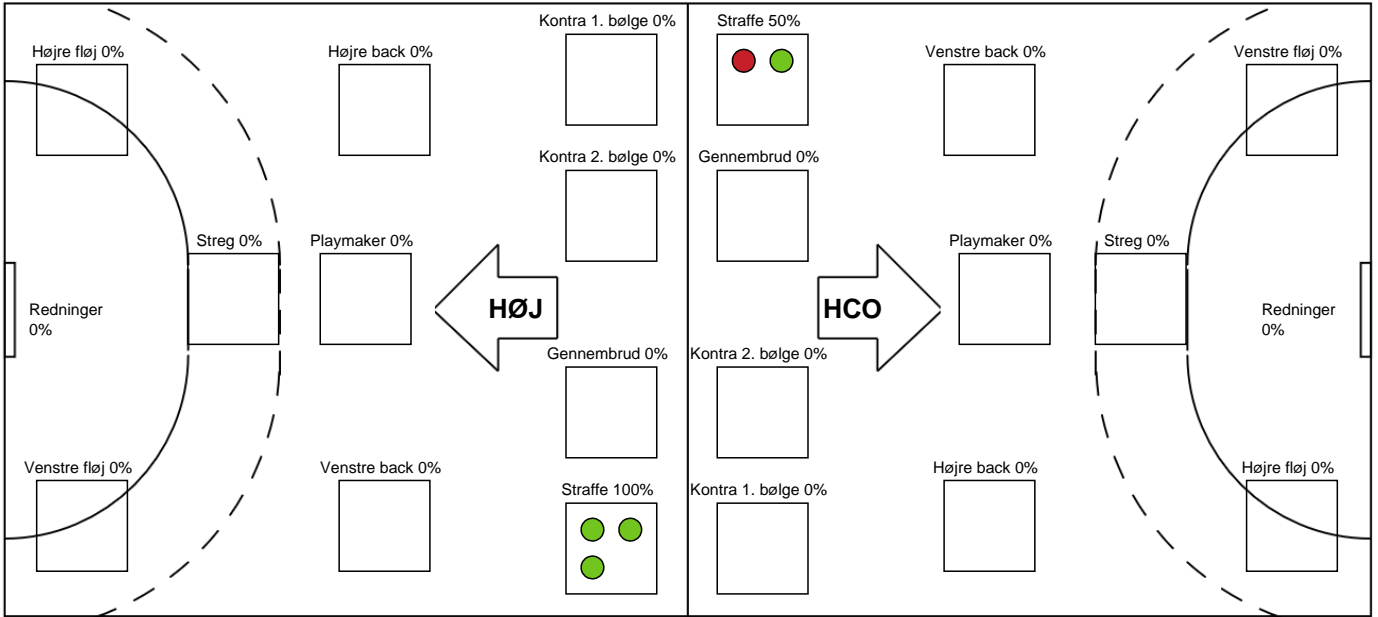 Kontra 1. bølge 0%
Straffe 50%
Højre fløj 0%
Højre back 0%
Venstre back 0%
Venstre fløj 0%
Kontra 2. bølge 0%
Gennembrud 0%
Streg 0%
Playmaker 0%
Playmaker 0%
Streg 0%
Redninger
0%
HØJ
HCO
Redninger
0%
Gennembrud 0%
Kontra 2. bølge 0%
Venstre fløj 0%
Venstre back 0%
Højre back 0%
Højre fløj 0%
Straffe 100%
Kontra 1. bølge 0%